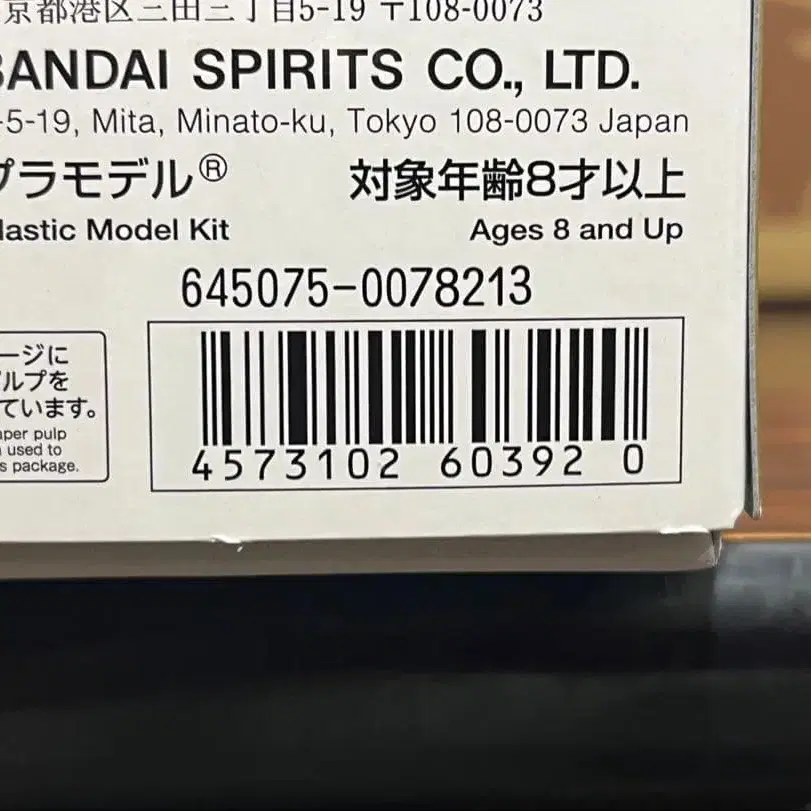 京都港区三田三丁目5-19 〒108-0073
BANDAI SPIRITS CO., LTD.
-5-19, Mita, Minato-ku, Tokyo 108-0073 Japan
プラモデル® 対象年齢8才以上
lastic Model Kit Ages 8 and Up
645075-0078213
ージに
ルプを
ています。
aper pulp
used to
s package.
4573102 603920